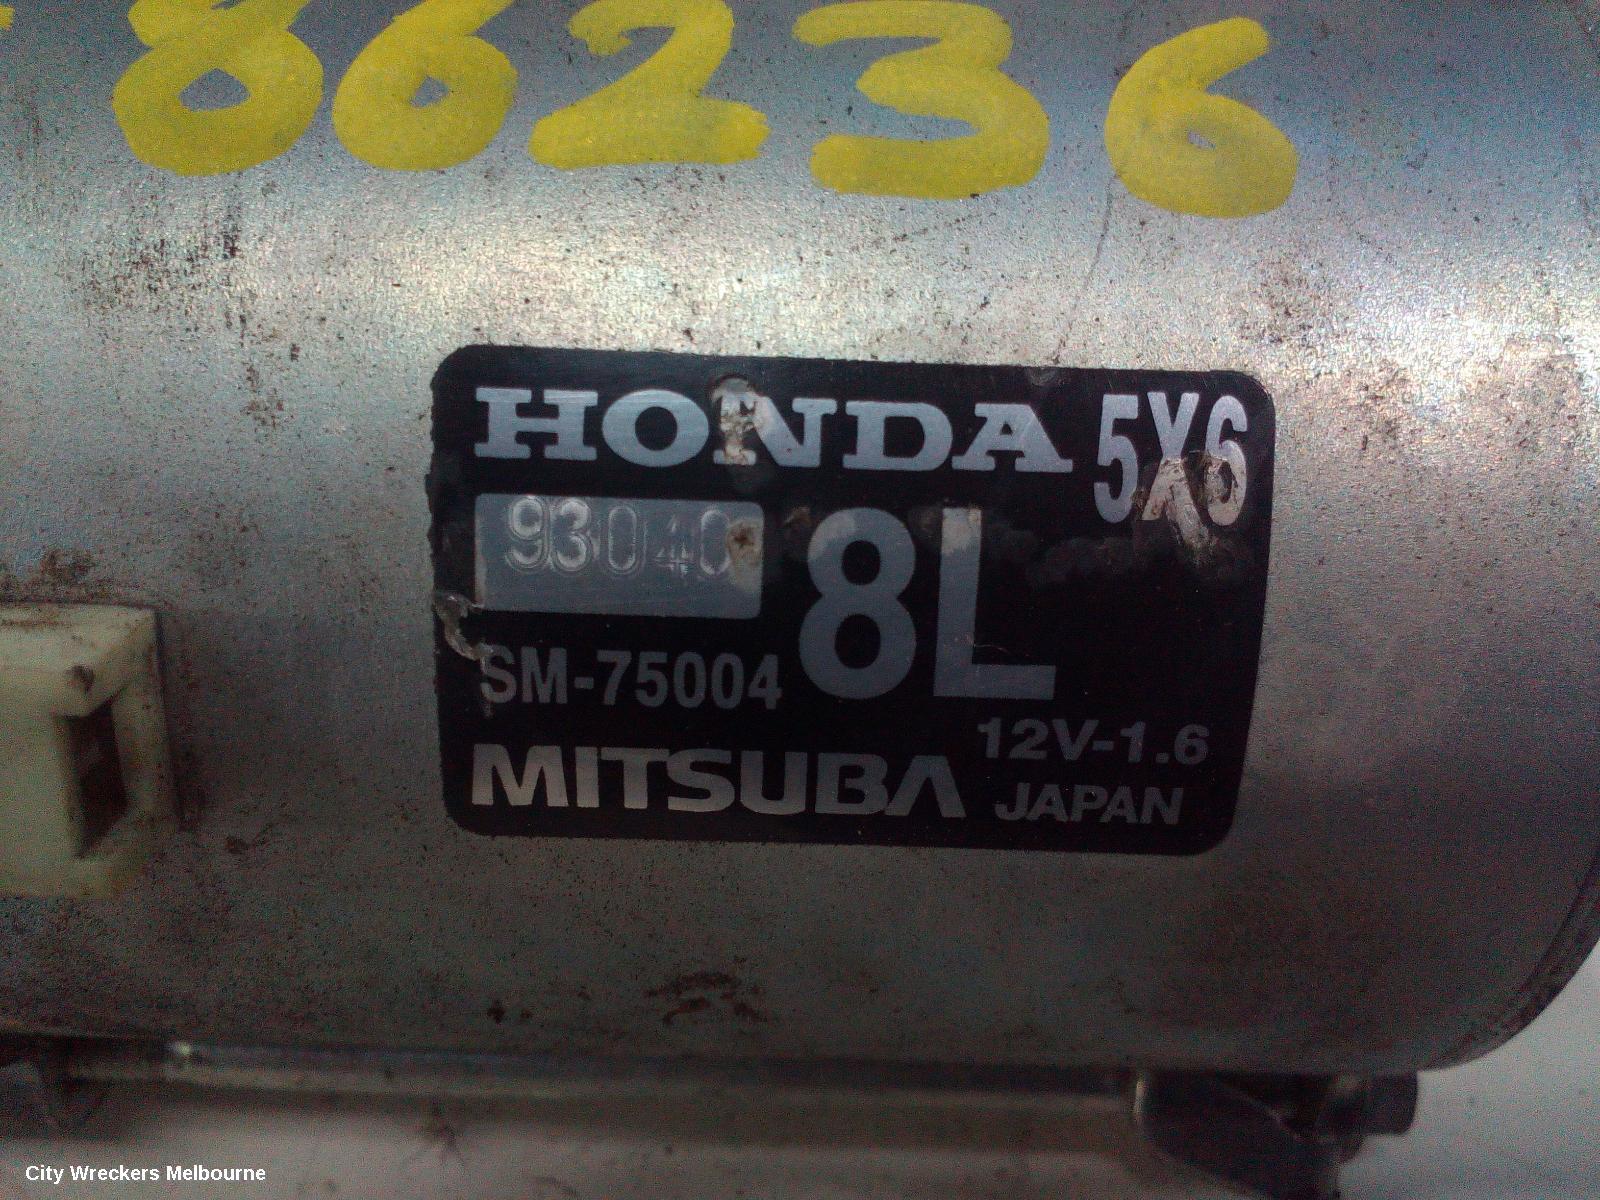 86236
HONDA 5X6
93040
8L
SM-75004
12V-1.6
MITSUBA JAPAN
City Wreckers Melbourne